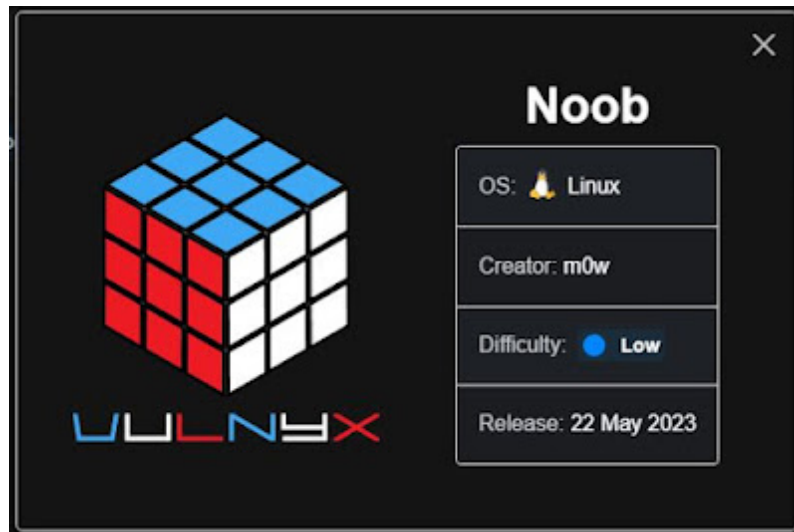 Noob
OS: Linux
Creator: m0w
Difficulty: Low
Release: 22 May 2023
VULNYX